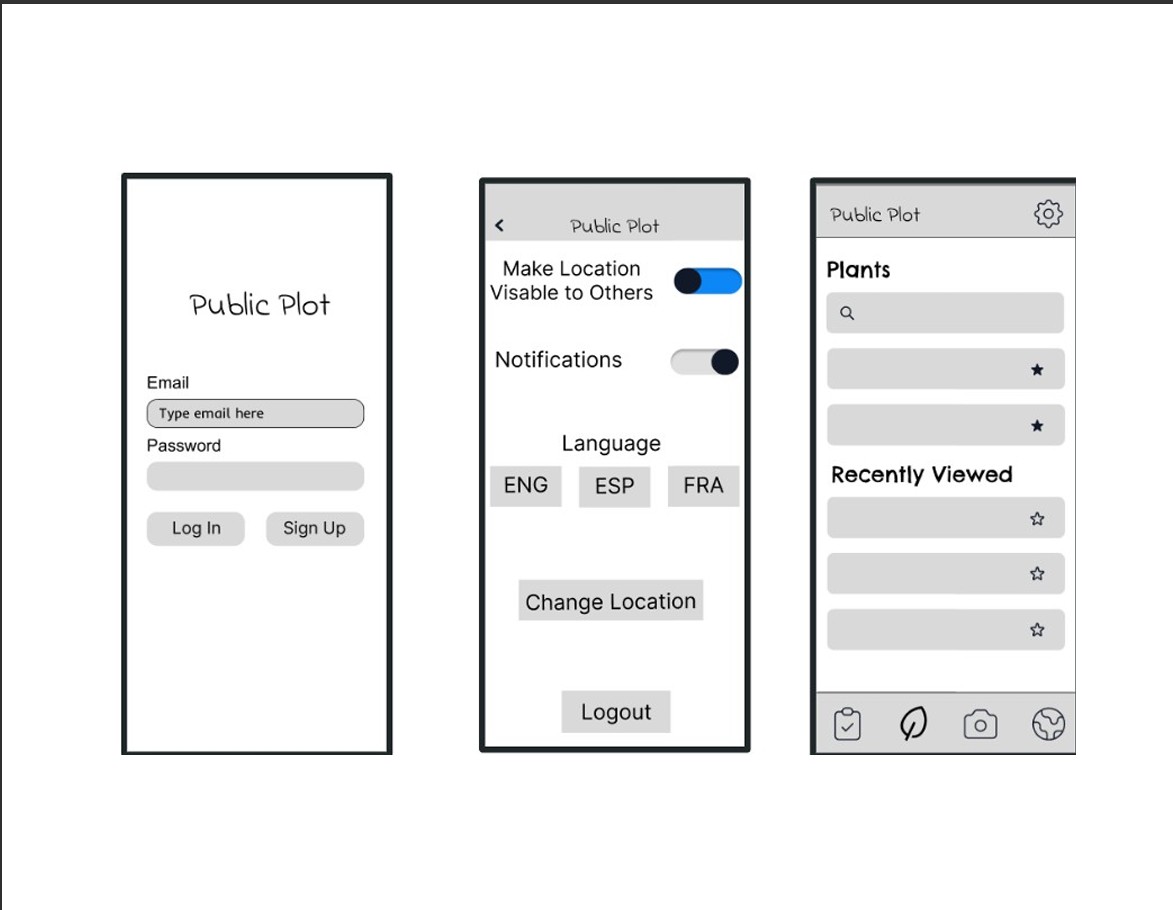 Public Plot
Email
Type email here
Password
Log In
Sign Up
Public Plot
Make Location
Visable to Others
Notifications
Language
ENG
ESP
FRA
Change Location
Logout
Public Plot
Plants
Recently Viewed